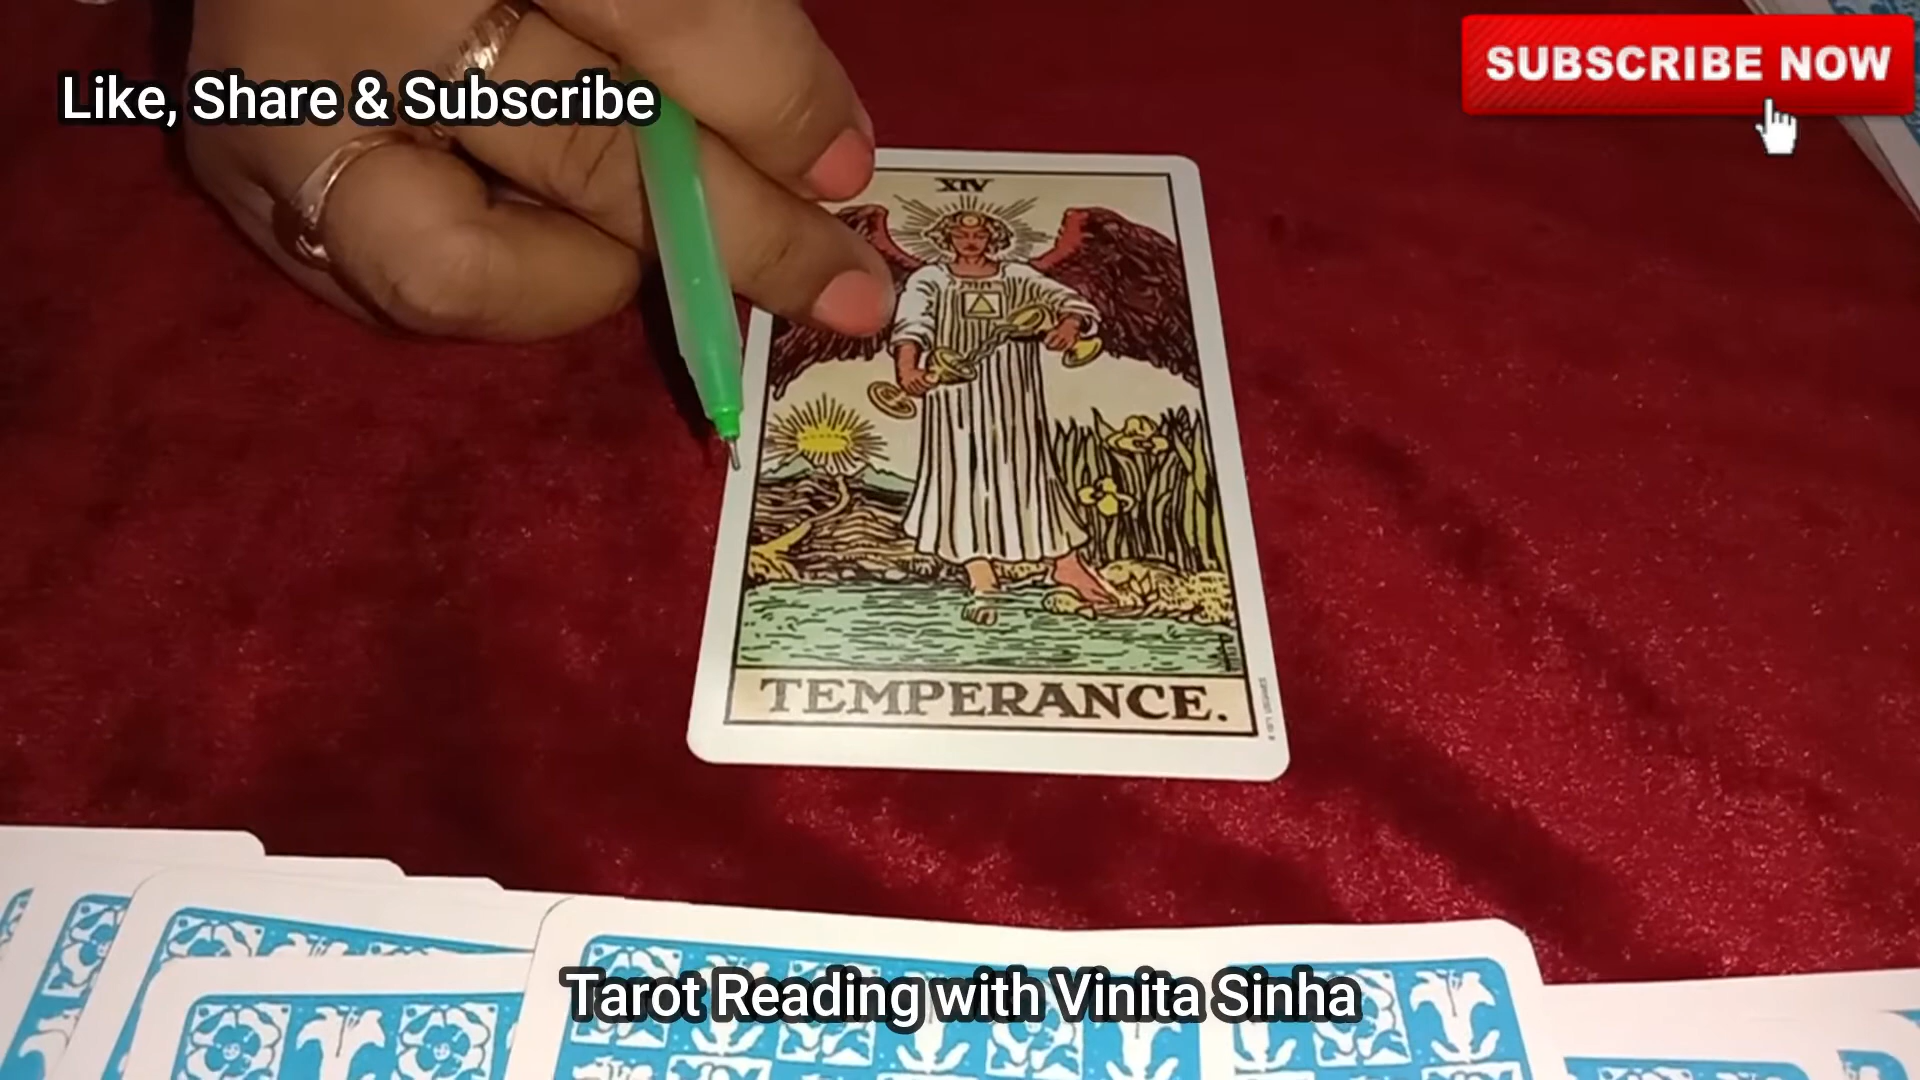 Like, Share & Subscribe
SUBSCRIBE NOW
XIV
TEMPERANCE.
Tarot Reading with Vinita Sinha